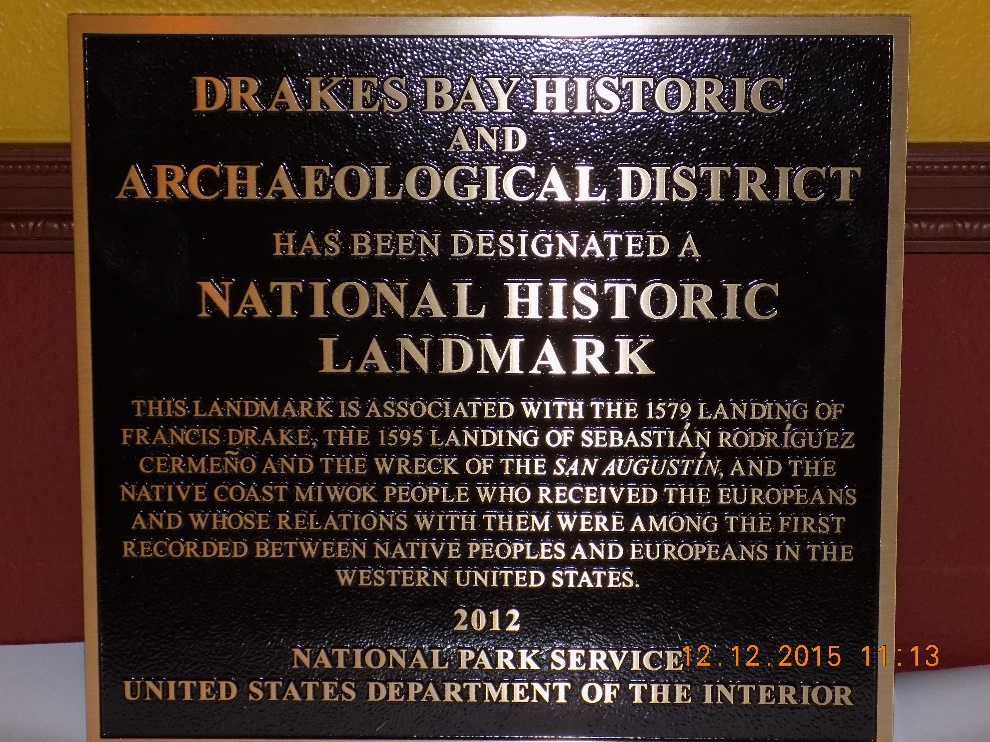 DRAKES BAY HISTORIC
AND
ARCHAEOLOGICAL DISTRICT
HAS BEEN DESIGNATED A
NATIONAL HISTORIC
LANDMARK
THIS LANDMARK IS ASSOCIATED WITH THE 1579 LANDING OF
FRANCIS DRAKE, THE 1595 LANDING OF SEBASTIÁN RODRÍGUEZ
CERMEÑO AND THE WRECK OF THE SAN AUGUSTÍN, AND THE
NATIVE COAST MIWOK PEOPLE WHO RECEIVED THE EUROPEANS
AND WHOSE RELATIONS WITH THEM WERE AMONG THE FIRST
RECORDED BETWEEN NATIVE PEOPLES AND EUROPEANS IN THE
WESTERN UNITED STATES.
2012
NATIONAL PARK SERVICE
12.12.2015 11:13
UNITED STATES DEPARTMENT OF THE INTERIOR